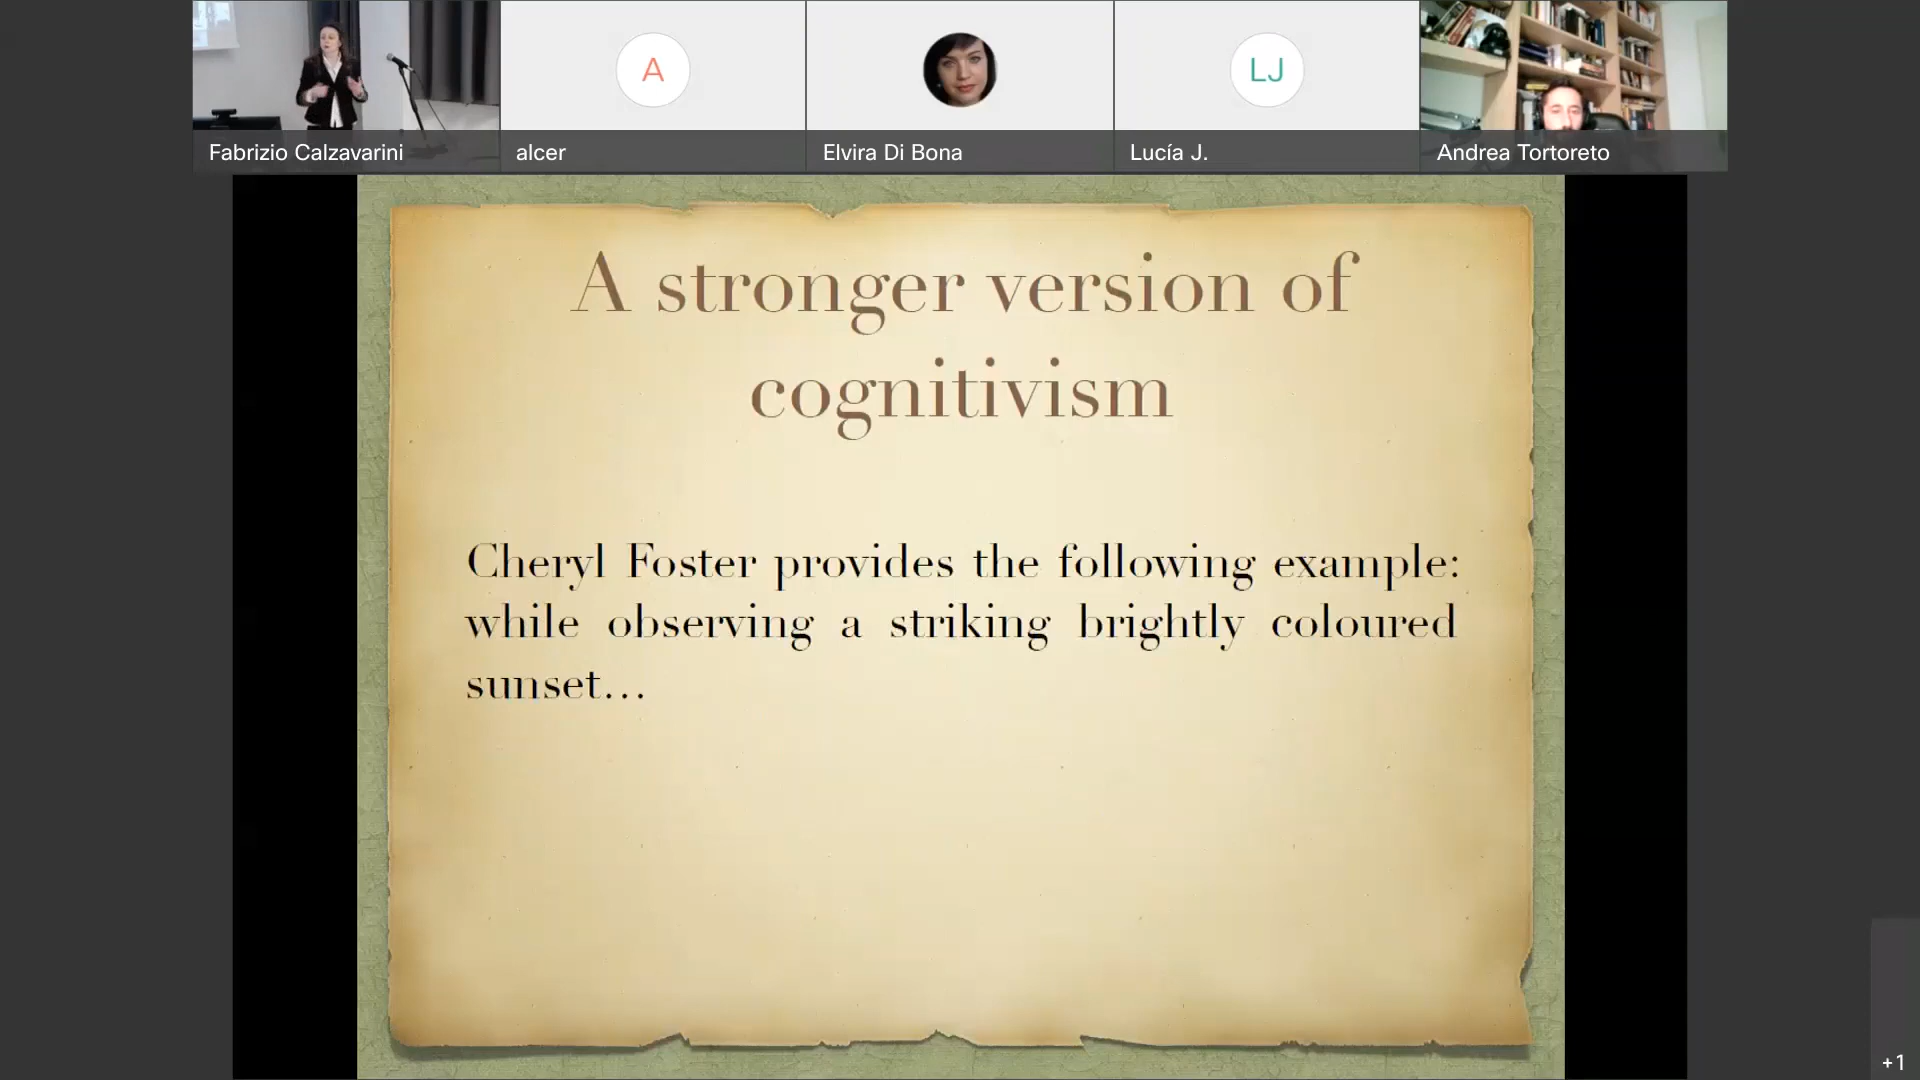 A
LJ
Fabrizio Calzavarini
alcer
Elvira Di Bona
Lucía J.
Andrea Tortoreto
A stronger version of
cognitivism
Cheryl Foster provides the following example:
while observing a striking brightly coloured
sunset…
+1